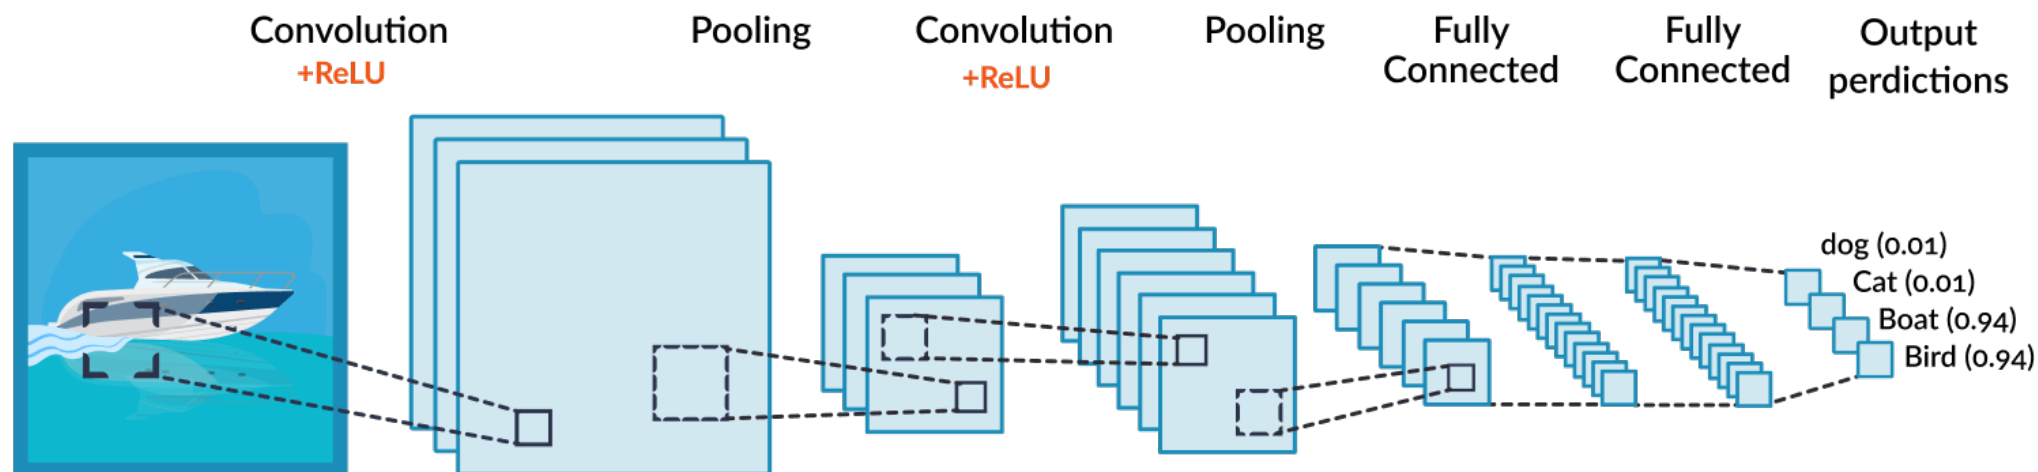 Convolution
+ReLU
Pooling
Convolution
+ReLU
Pooling
Fully
Connected
Fully
Connected
Output
perdictions
dog (0.01)
Cat (0.01)
Boat (0.94)
Bird (0.94)